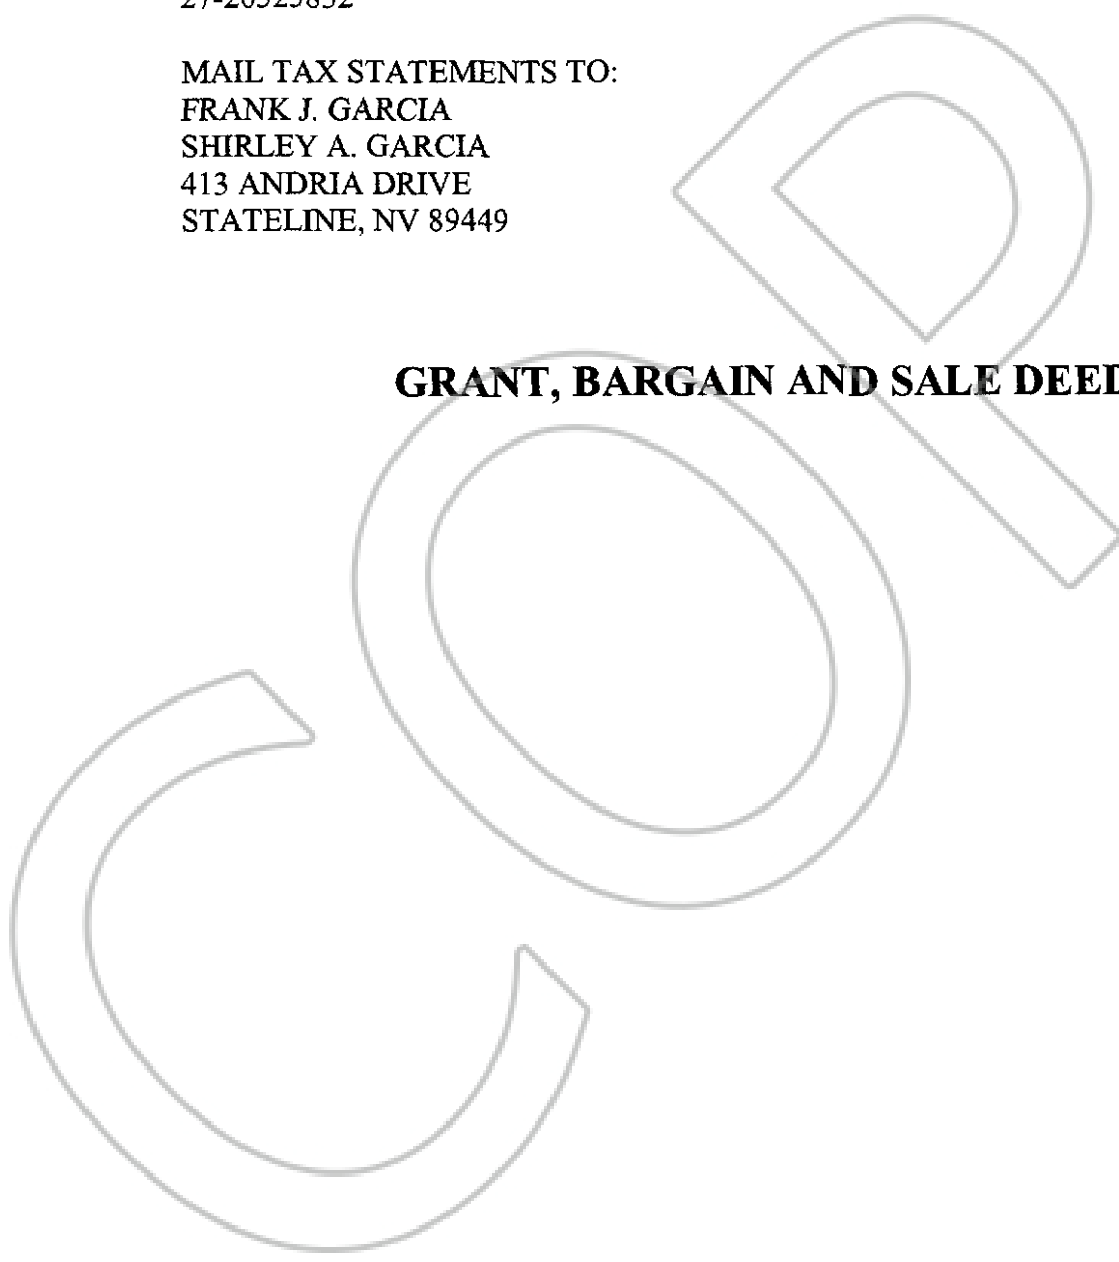 MAIL TAX STATEMENTS TO:
FRANK J. GARCIA
SHIRLEY A. GARCIA
413 ANDRIA DRIVE
STATELINE, NV 89449
GRANT, BARGAIN AND SALE DEED
COP